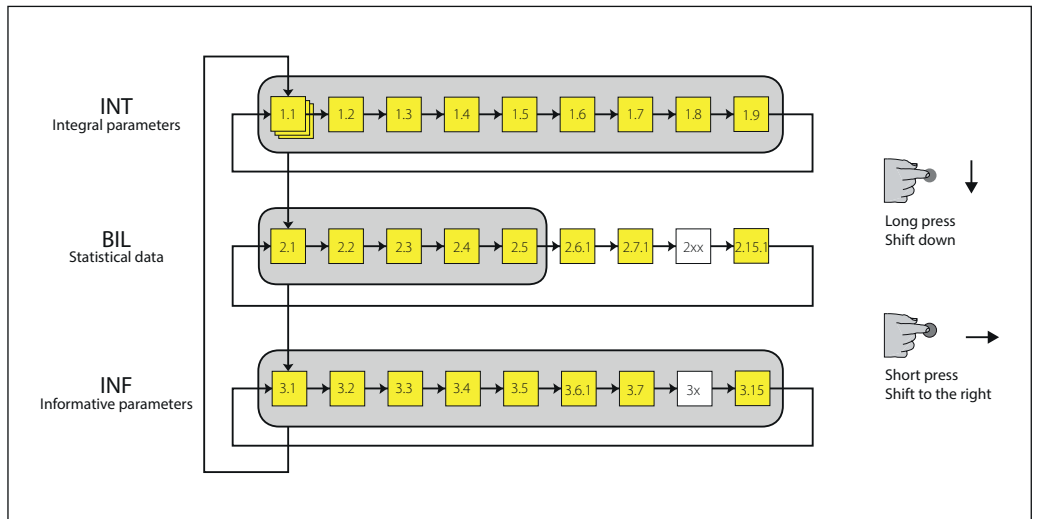 INT
Integral parameters
1.1 1.2 1.3 1.4 1.5 1.6 1.7 1.8 1.9
Long press
Shift down
BIL
Statistical data
2.1 2.2 2.3 2.4 2.5 2.6.1 2.7.1 2xx 2.15.1
Short press
Shift to the right
INF
Informative parameters
3.1 3.2 3.3 3.4 3.5 3.6.1 3.7 3x 3.15